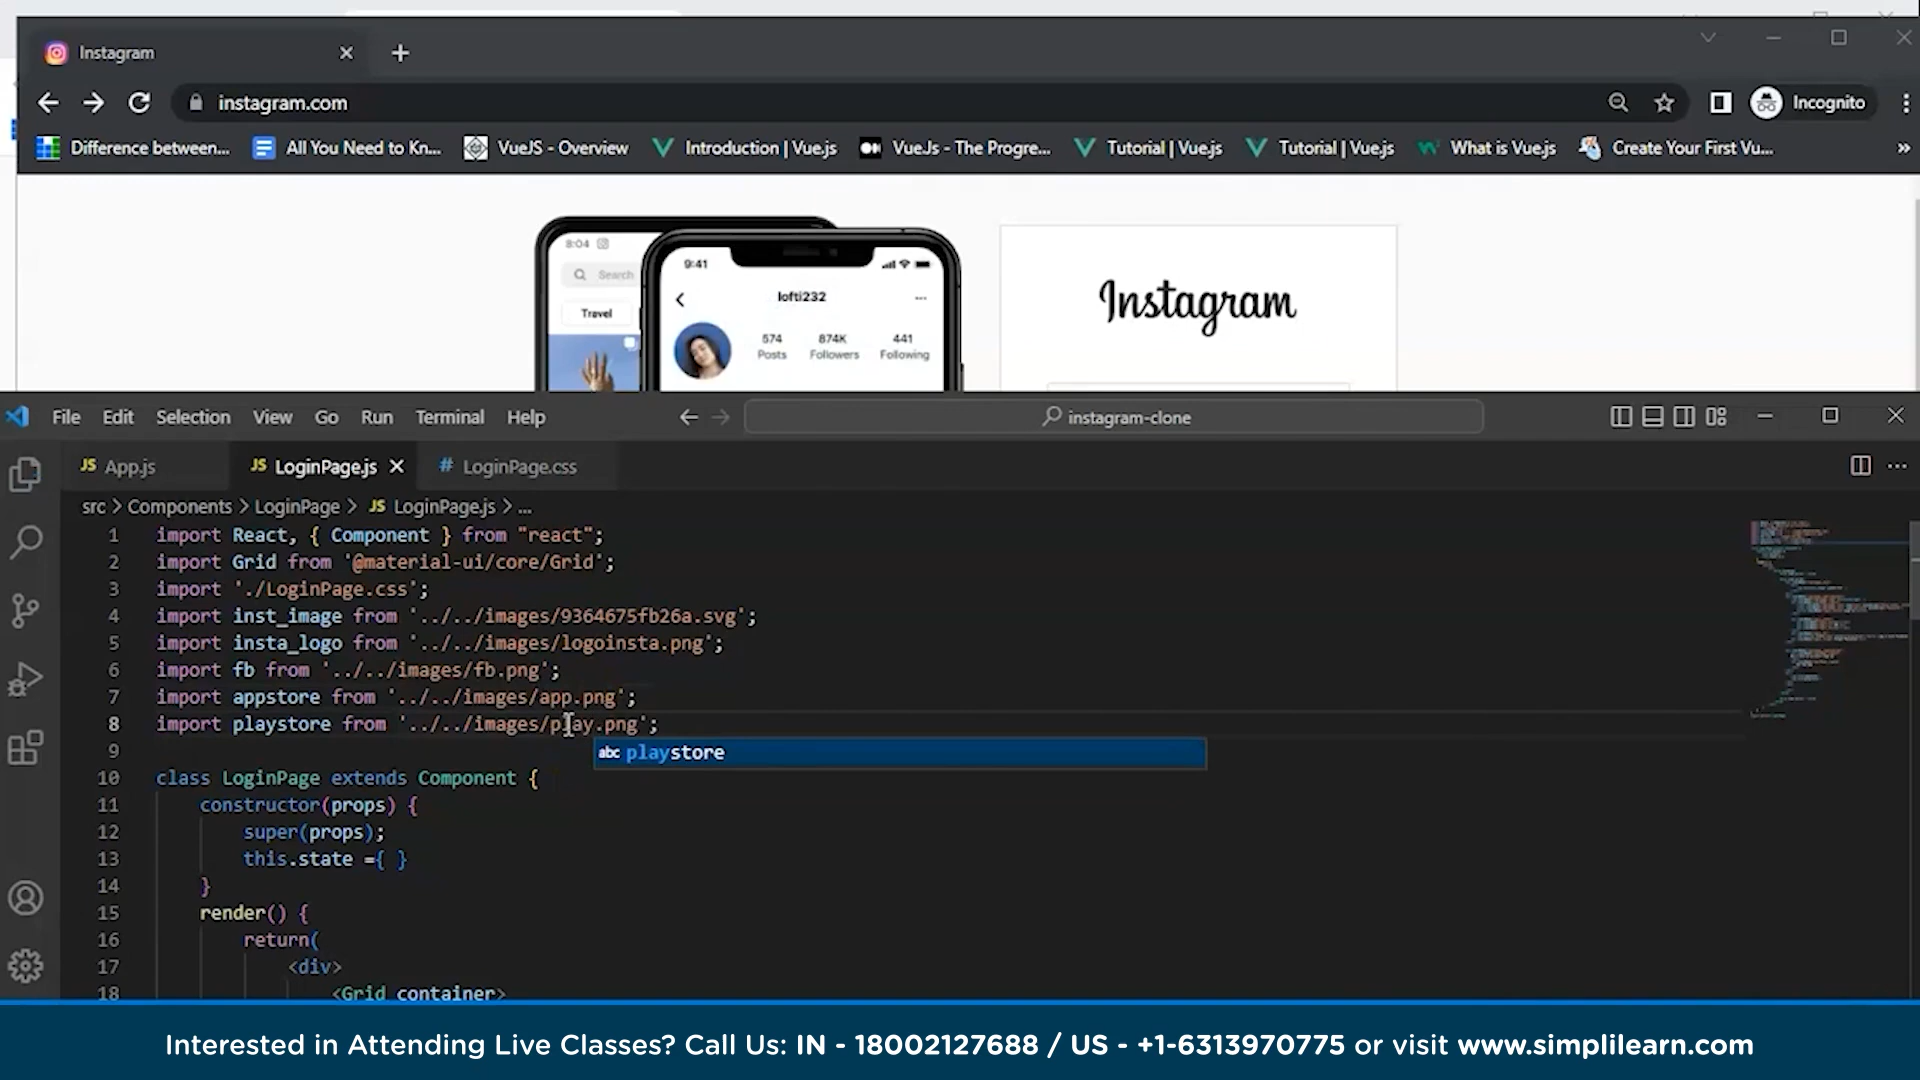 Instagram
instagram.com
Incognito
Difference between...
All You Need to Kn...
VueJS - Overview
Introduction | Vue.js
VueJs - The Progre...
Tutorial | Vue.js
Tutorial | Vue.js
What is Vue.js
Create Your First Vu...
»
8:04
Search
Travel
9:41
lofti232
574
Posts
874K
Followers
441
Following
Instagram
File Edit Selection View Go Run Terminal Help
instagram-clone
JS App.js
JS LoginPage.js
# LoginPage.css
src > Components > LoginPage > JS LoginPage.js > ...
1 import React, { Component } from "react";
2 import Grid from '@material-ui/core/Grid';
3 import './LoginPage.css';
4 import inst_image from '../../images/9364675fb26a.svg';
5 import insta_logo from '../../images/logoinsta.png';
6 import fb from '../../images/fb.png';
7 import appstore from '../../images/app.png';
8 import playstore from '../../images/play.png';
abc playstore
9
10 class LoginPage extends Component {
11 constructor(props) {
12 super(props);
13 this.state ={ }
14 }
15 render() {
16 return(
17 <div>
18 <Grid container>
Interested in Attending Live Classes? Call Us: IN - 18002127688 / US - +1-6313970775 or visit www.simplilearn.com